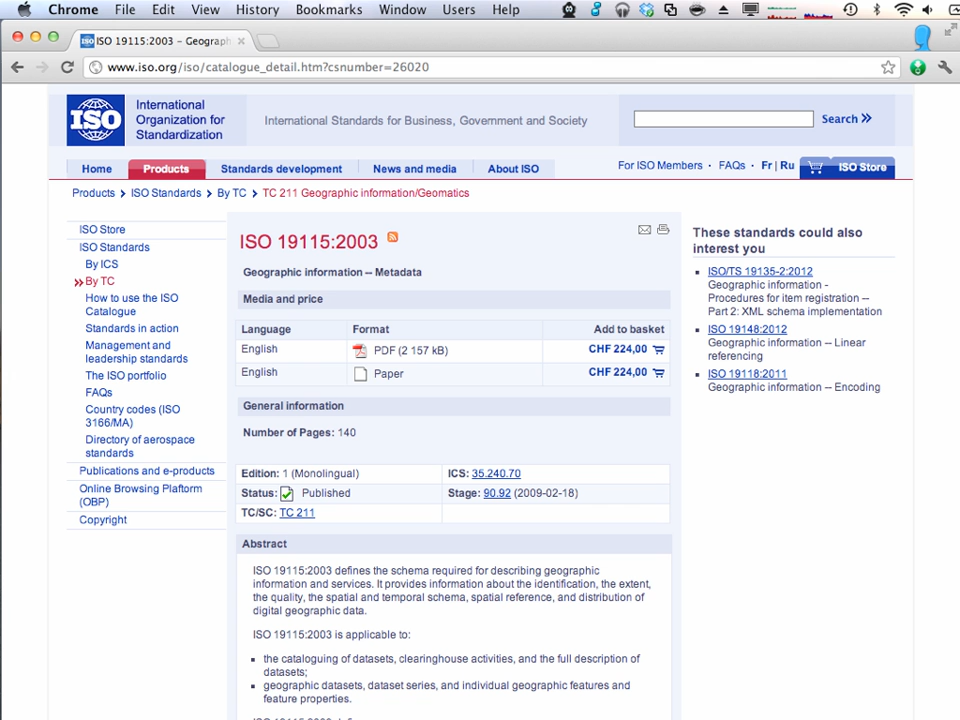 Chrome File Edit View History Bookmarks Window Users Help
ISO 19115:2003 – Geograph
www.iso.org/iso/catalogue_detail.htm?csnumber=26020
ISO
International
Organization for
Standardization
International Standards for Business, Government and Society
Search
Home Products Standards development News and media About ISO
For ISO Members · FAQs · Fr | Ru ISO Store
Products ISO Standards By TC TC 211 Geographic information/Geomatics
ISO Store
ISO Standards
By ICS
By TC
How to use the ISO
Catalogue
Standards in action
Management and
leadership standards
The ISO portfolio
FAQs
Country codes (ISO
3166/MA)
Directory of aerospace
standards
Publications and e-products
Online Browsing Plaftorm
(OBP)
Copyright
ISO 19115:2003
Geographic information -- Metadata
Media and price
Language Format Add to basket
English PDF (2 157 kB) CHF 224,00
English Paper CHF 224,00
General information
Number of Pages: 140
Edition: 1 (Monolingual) ICS: 35.240.70
Status: Published Stage: 90.92 (2009-02-18)
TC/SC: TC 211
Abstract
ISO 19115:2003 defines the schema required for describing geographic
information and services. It provides information about the identification, the extent,
the quality, the spatial and temporal schema, spatial reference, and distribution of
digital geographic data.
ISO 19115:2003 is applicable to:
the cataloguing of datasets, clearinghouse activities, and the full description of
datasets;
geographic datasets, dataset series, and individual geographic features and
feature properties.
These standards could also
interest you
ISO/TS 19135-2:2012
Geographic information -
Procedures for item registration --
Part 2: XML schema implementation
ISO 19148:2012
Geographic information -- Linear
referencing
ISO 19118:2011
Geographic information -- Encoding